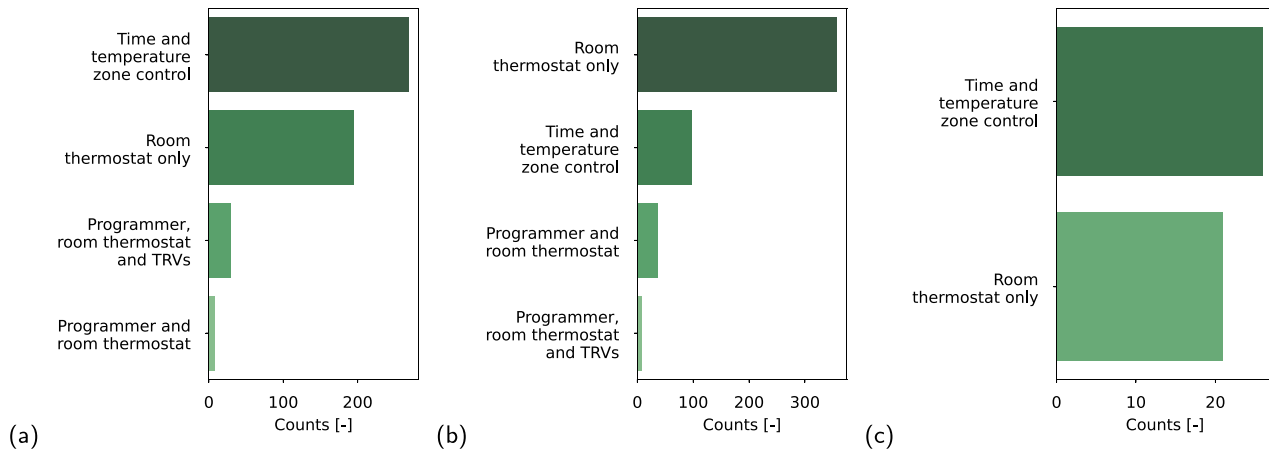 Time and
temperature
zone control
Room
thermostat only
Programmer,
room thermostat
and TRVs
Programmer and
room thermostat
0
100
200
Counts [-]
(a)
Room
thermostat only
Time and
temperature
zone control
Programmer and
room thermostat
Programmer,
room thermostat
and TRVs
0
100
200
300
Counts [-]
(b)
Time and
temperature
zone control
Room
thermostat only
0
10
20
Counts [-]
(c)